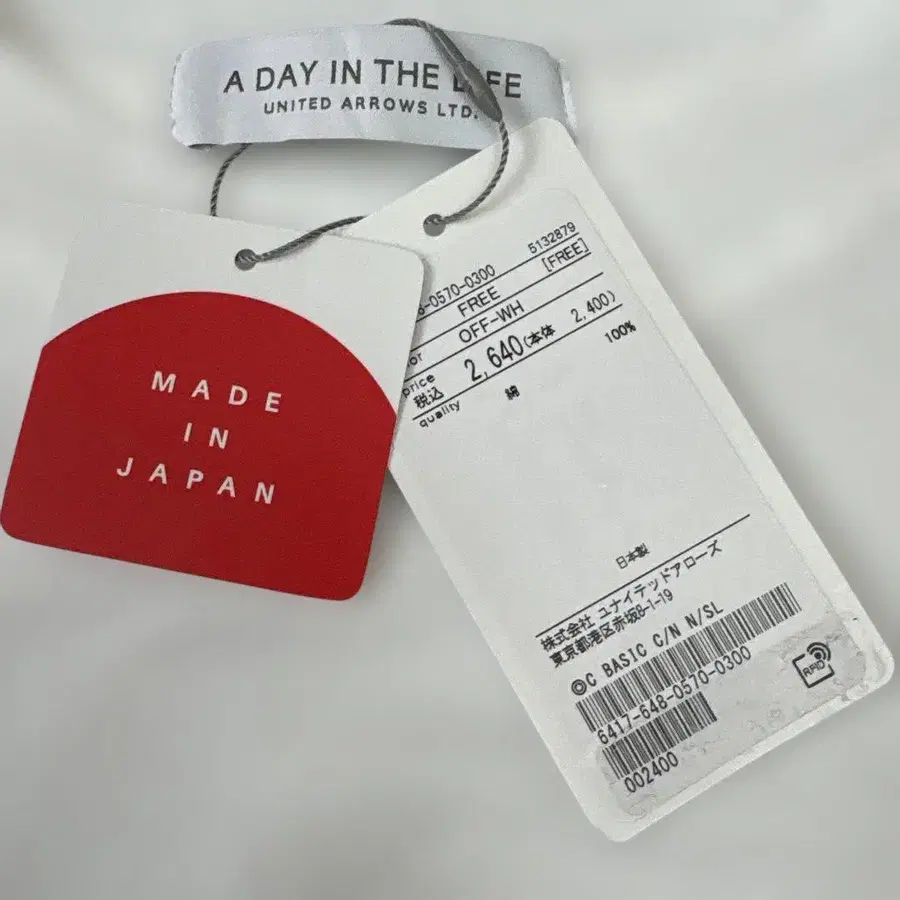 A DAY IN THE L FE
UNITED ARROWS LTD.
MADE
IN
JAPAN
5132879
-0570-0300
[FREE]
FREE
OFF-WH
price
税込
2,640(本体 2,400)
quality
綿
100%
日本製
株式会社 ユナイテッドアローズ
東京都港区赤坂8-1-19
◎C BASIC C/N N/SL
6417-648-0570-0300
002400
RFID